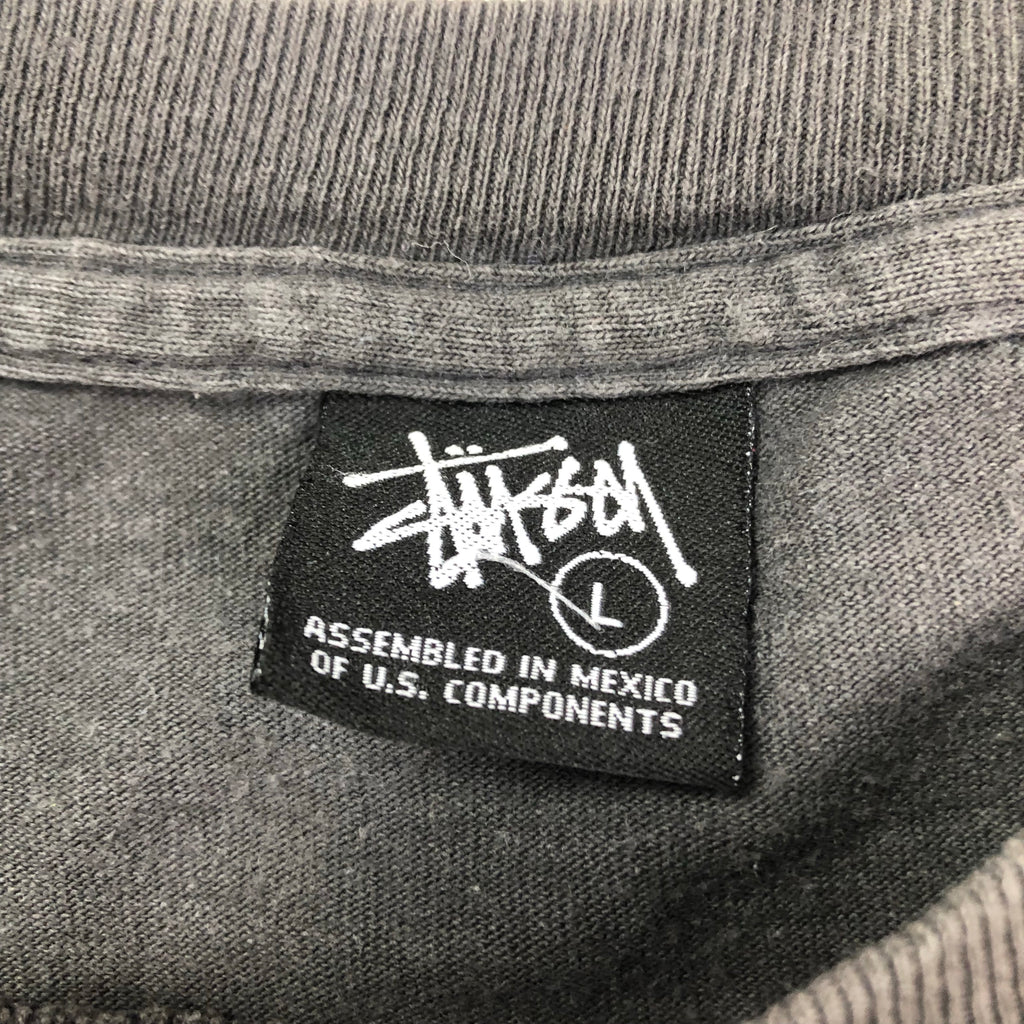 Stüssy
L
ASSEMBLED IN MEXICO
OF U.S. COMPONENTS